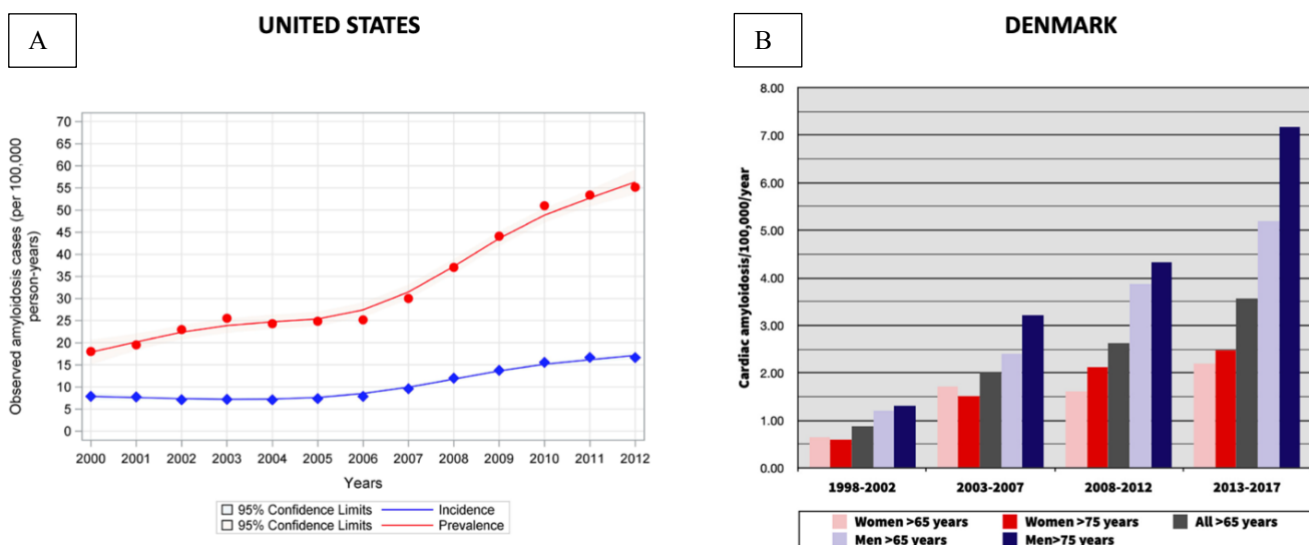 A
UNITED STATES
Observed amyloidosis cases (per 100,000
person-years)
70
65
60
55
50
45
40
35
30
25
20
15
10
5
0
2000 2001 2002 2003 2004 2005 2006 2007 2008 2009 2010 2011 2012
Years
95% Confidence Limits Incidence
95% Confidence Limits Prevalence
B
DENMARK
Cardiac amyloidosis/100,000/year
8.00
7.00
6.00
5.00
4.00
3.00
2.00
1.00
0.00
1998-2002 2003-2007 2008-2012 2013-2017
Women >65 years Women >75 years All >65 years
Men >65 years Men>75 years